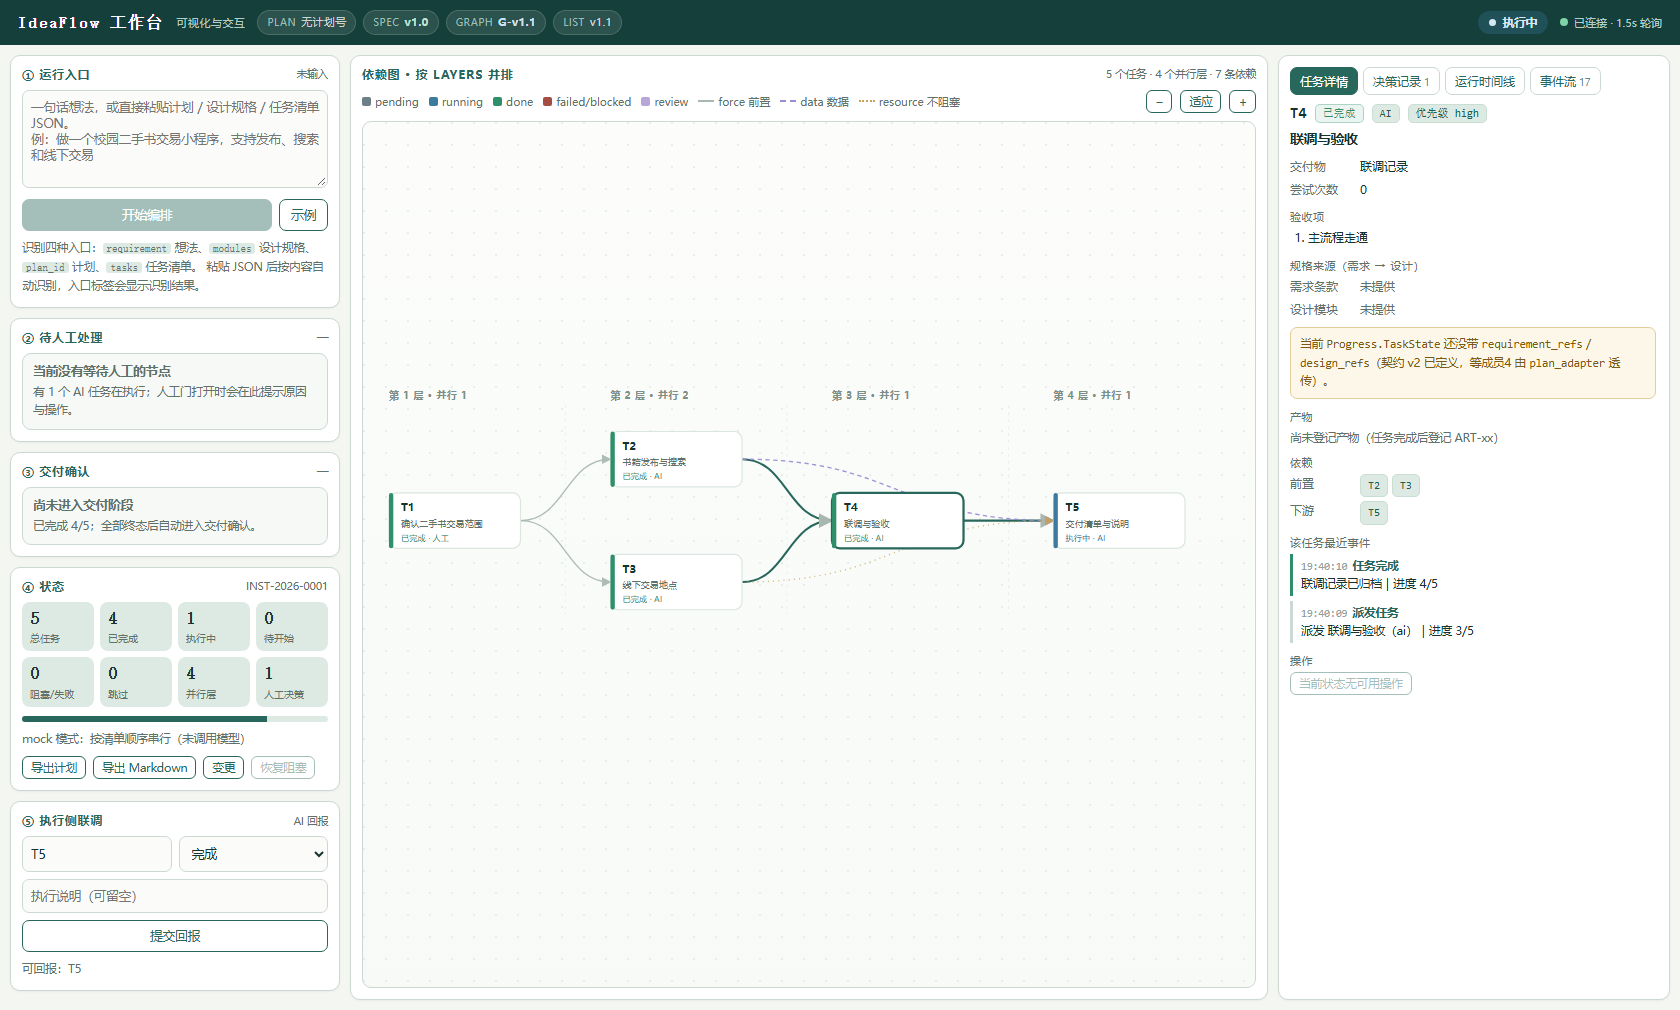 IdeaFlow 工作台
可视化与交互
PLAN 无计划号
SPEC v1.0
GRAPH G-v1.1
LIST v1.1
执行中
已连接 · 1.5s 轮询
① 运行入口
未输入
一句话想法，或直接粘贴计划 / 设计规格 / 任务清单
JSON。
例：做一个校园二手书交易小程序，支持发布、搜索
和线下交易
开始编排
示例
识别四种入口：requirement 想法、modules 设计规格、
plan_id 计划、tasks 任务清单。 粘贴 JSON 后按内容自
动识别，入口标签会显示识别结果。
② 待人工处理
—
当前没有等待人工的节点
有 1 个 AI 任务在执行；人工门打开时会在此提示原因
与操作。
③ 交付确认
—
尚未进入交付阶段
已完成 4/5；全部终态后自动进入交付确认。
④ 状态
INST-2026-0001
5
总任务
4
已完成
1
执行中
0
待开始
0
阻塞/失败
0
跳过
4
并行层
1
人工决策
mock 模式：按清单顺序串行（未调用模型）
导出计划
导出 Markdown
变更
恢复阻塞
⑤ 执行侧联调
AI 回报
T5
完成
执行说明（可留空）
提交回报
可回报：T5
依赖图 · 按 LAYERS 并排
5 个任务 · 4 个并行层 · 7 条依赖
pending
running
done
failed/blocked
review
force 前置
data 数据
resource 不阻塞
−
适应
+
第 1 层 · 并行 1
第 2 层 · 并行 2
第 3 层 · 并行 1
第 4 层 · 并行 1
T1
确认二手书交易范围
已完成 · 人工
T2
书籍发布与搜索
已完成 · AI
T3
线下交易地点
已完成 · AI
T4
联调与验收
已完成 · AI
T5
交付清单与说明
执行中 · AI
任务详情
决策记录 1
运行时间线
事件流 17
T4
已完成
AI
优先级 high
联调与验收
交付物 联调记录
尝试次数 0
验收项
1. 主流程走通
规格来源（需求 → 设计）
需求条款 未提供
设计模块 未提供
当前 Progress.TaskState 还没带 requirement_refs /
design_refs（契约 v2 已定义，等成员4 由 plan_adapter 透
传）。
产物
尚未登记产物（任务完成后登记 ART-xx）
依赖
前置 T2 T3
下游 T5
该任务最近事件
19:40:10 任务完成
联调记录已归档 | 进度 4/5
19:40:09 派发任务
派发 联调与验收（ai） | 进度 3/5
操作
当前状态无可用操作